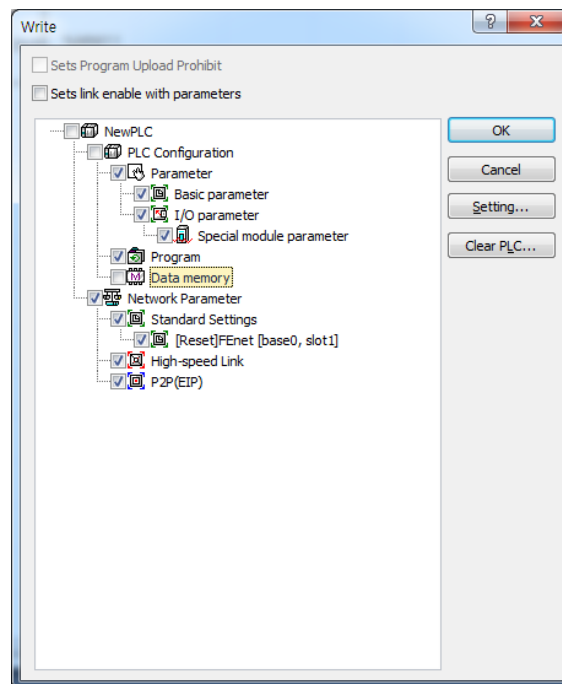 Write
Sets Program Upload Prohibit
Sets link enable with parameters
NewPLC
OK
PLC Configuration
Parameter
Cancel
Basic parameter
I/O parameter
Setting...
Special module parameter
Program
Clear PLC...
Data memory
Network Parameter
Standard Settings
[Reset]FEnet [base0, slot1]
High-speed Link
P2P(EIP)